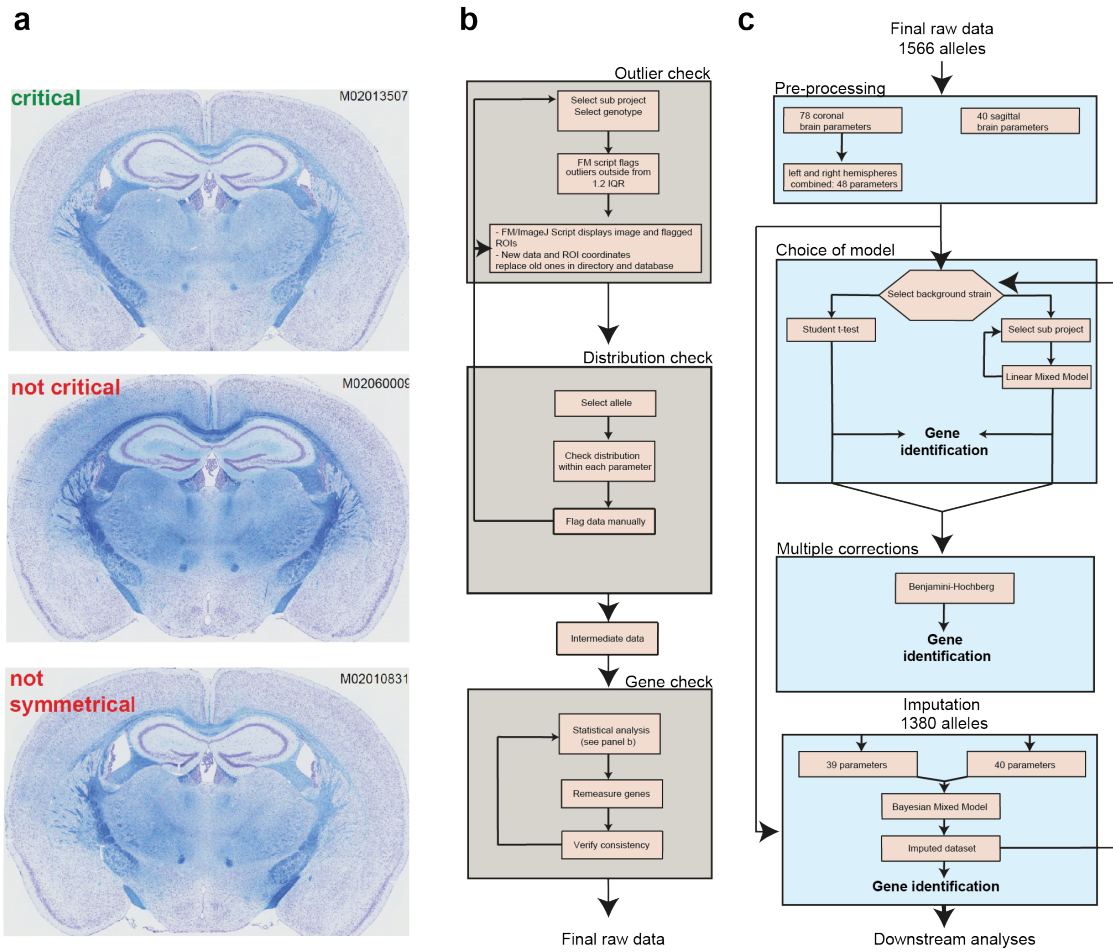 a
critical
M02013507
not critical
M02060009
not
symmetrical
M02010831
b
Outlier check
Select sub project
Select genotype
FM script flags
outliers outside from
1.2 IQR
- FM/ImageJ Script displays image and flagged
ROIs
- New data and ROI coordinates
replace old ones in directory and database
Distribution check
Select allele
Check distribution
within each parameter
Flag data manually
Intermediate data
Gene check
Statistical analysis
(see panel b)
Remeasure genes
Verify consistency
Final raw data
c
Final raw data
1566 alleles
Pre-processing
78 coronal
brain parameters
40 sagittal
brain parameters
left and right hemispheres
combined: 48 parameters
Choice of model
Select background strain
Student t-test
Select sub project
Linear Mixed Model
Gene
identification
Multiple corrections
Benjamini-Hochberg
Gene
identification
Imputation
1380 alleles
39 parameters
40 parameters
Bayesian Mixed Model
Imputed dataset
Gene identification
Downstream analyses